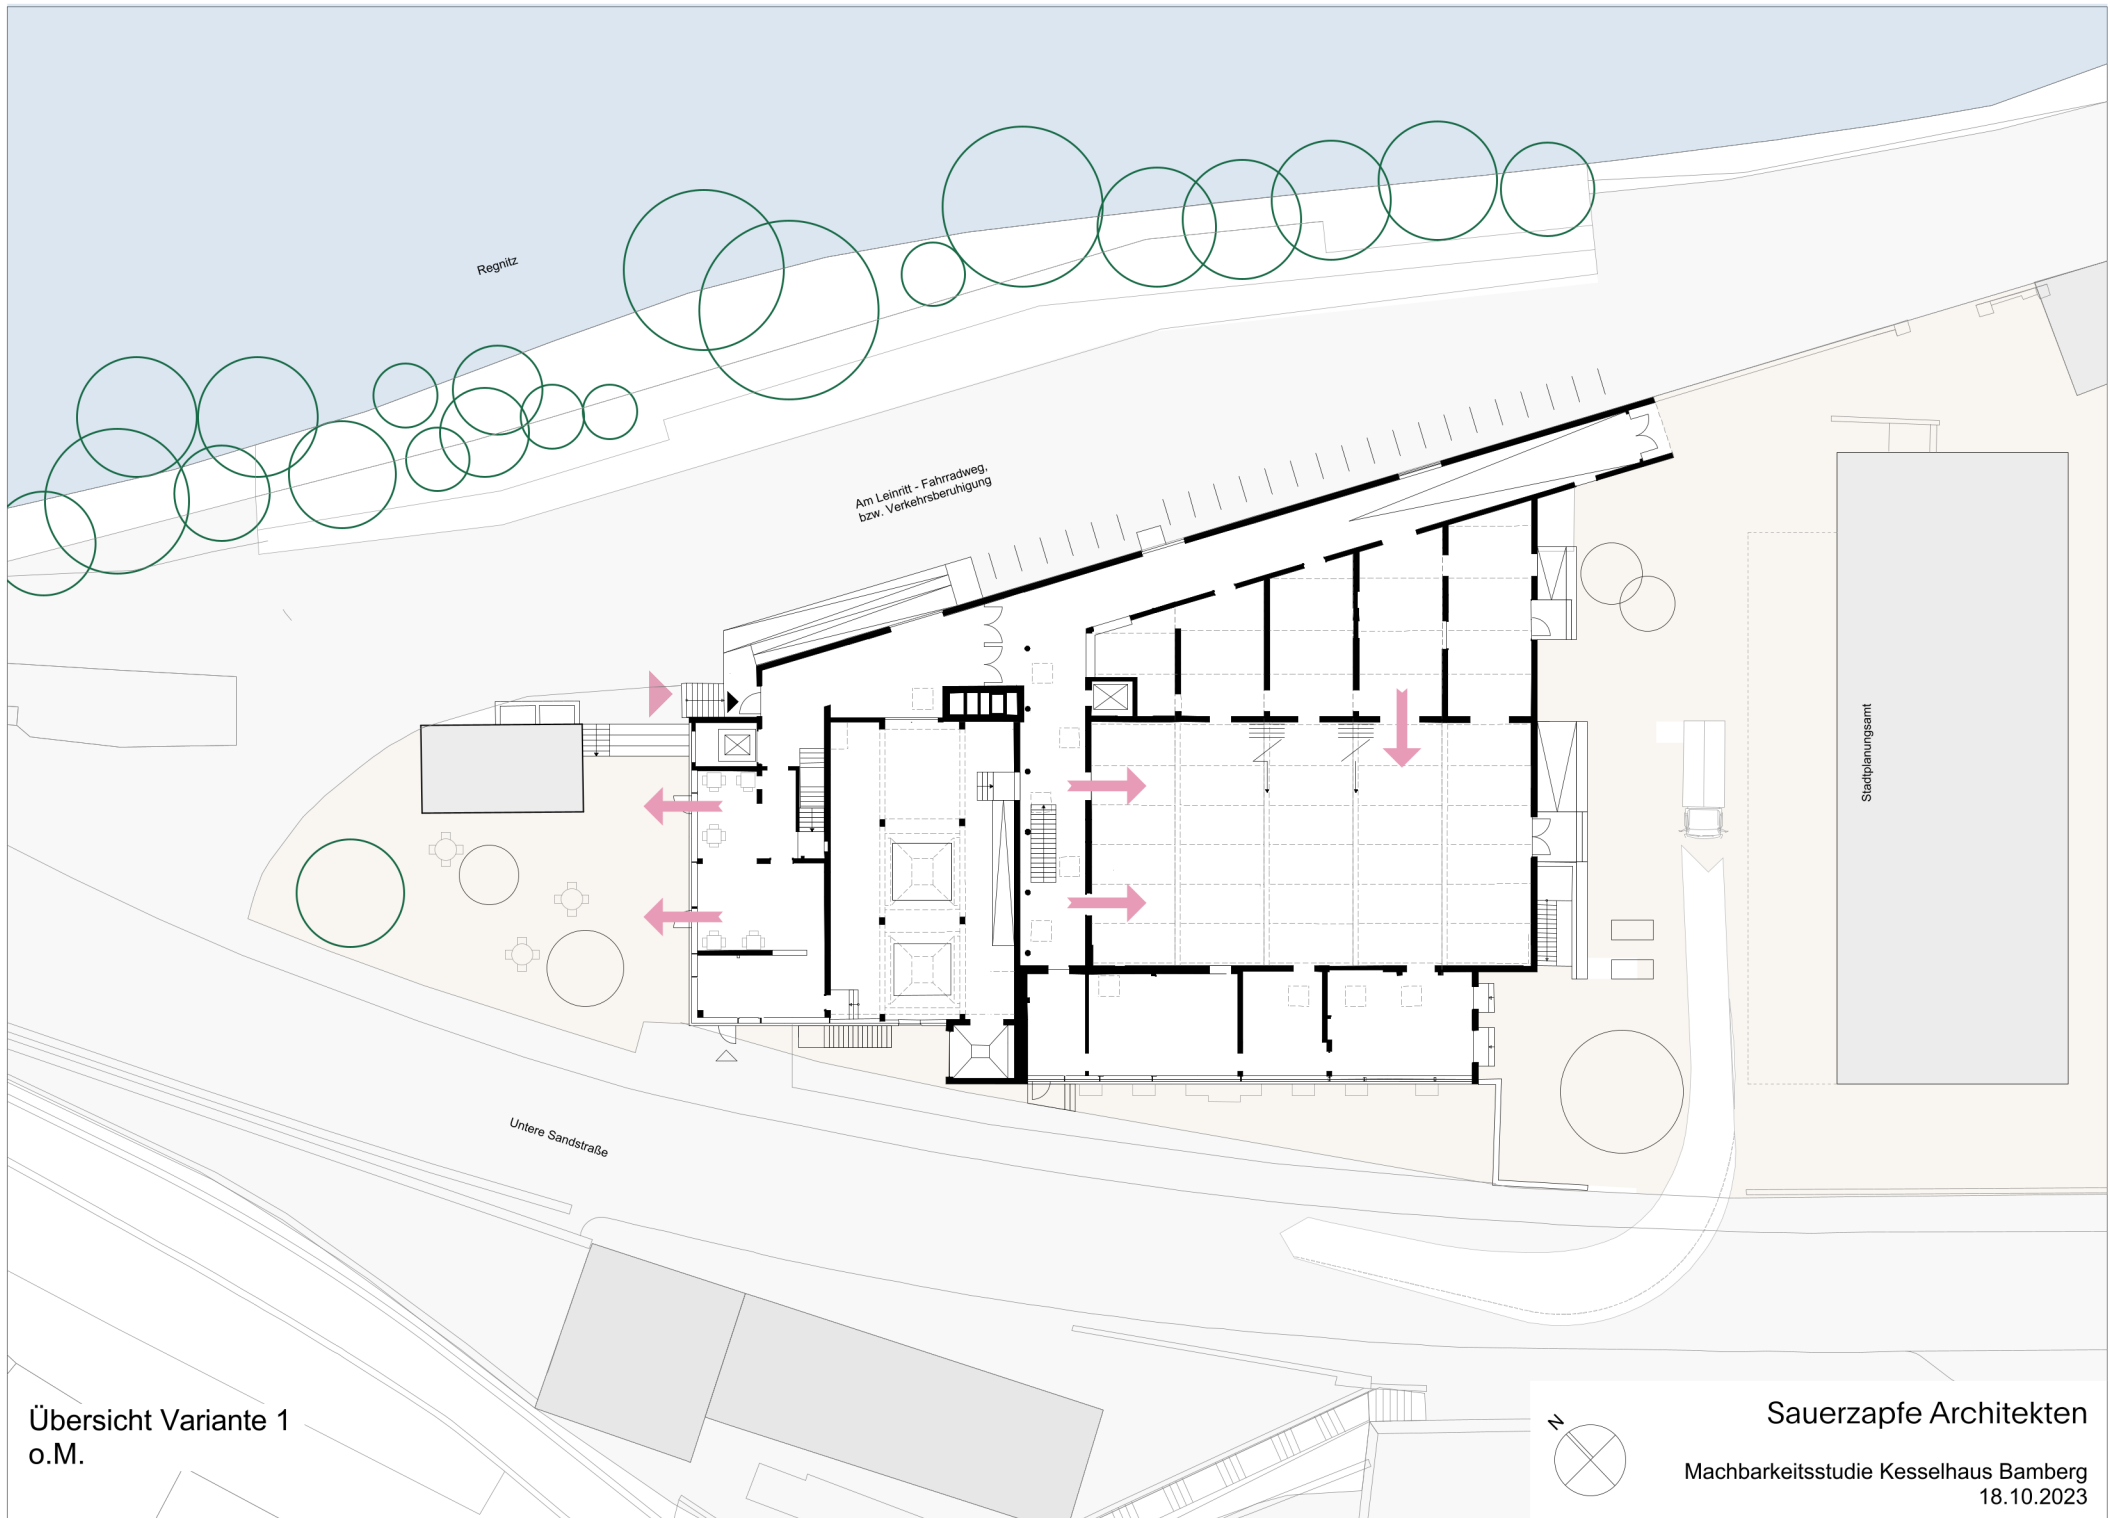 Regnitz
Am Leinritt - Fahrradweg,
bzw. Verkehrsberuhigung
Stadtplanungsamt
Untere Sandstraße
Übersicht Variante 1
o.M.
N
Sauerzapfe Architekten
Machbarkeitsstudie Kesselhaus Bamberg
18.10.2023